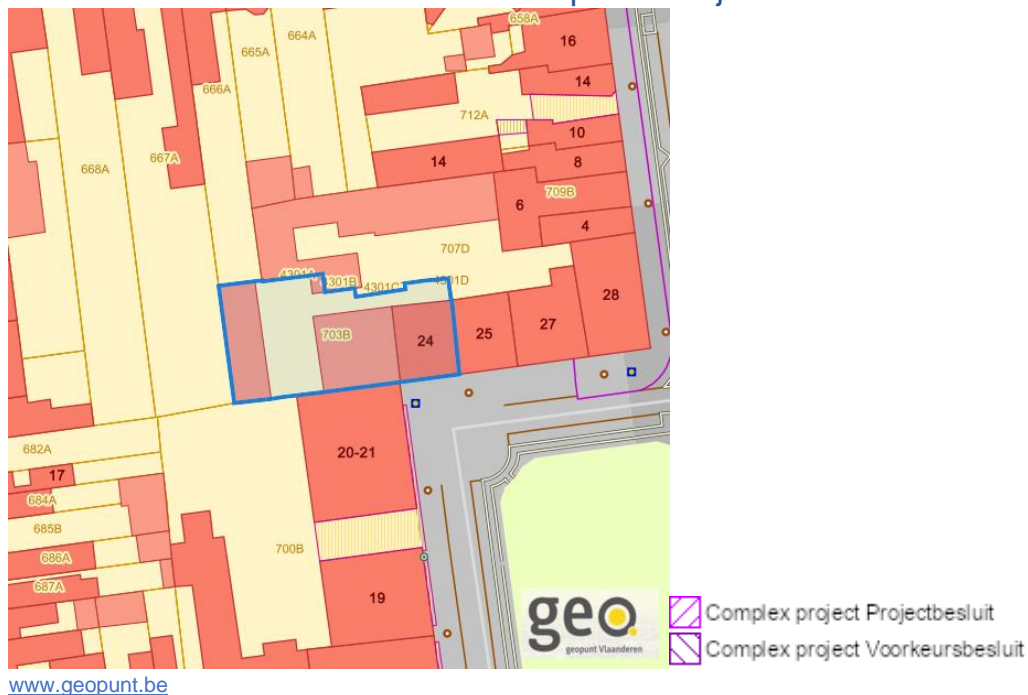 658A
664A
16
665A
14
666A
712A
10
667A
14
8
668A
709B
6
4
707D
4301A
4301B
4301C
4301D
28
703B
27
25
24
682A
20-21
17
684A
685B
700B
686A
687A
19
geo.
geopunt Vlaanderen
Complex project Projectbesluit
Complex project Voorkeursbesluit
www.geopunt.be